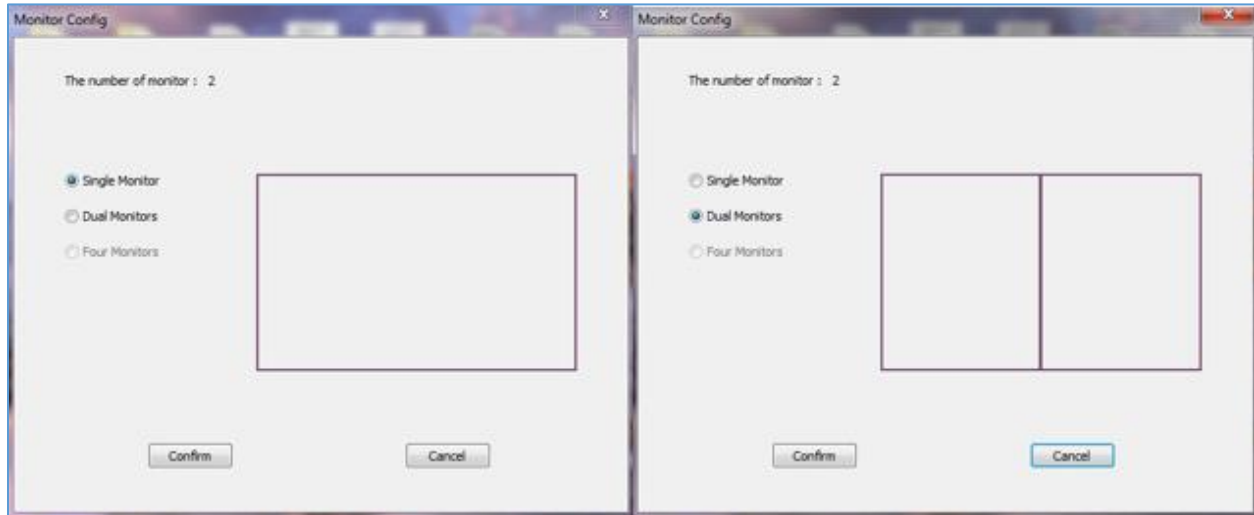 Monitor Config
The number of monitor : 2
Single Monitor
Dual Monitors
Four Monitors
Confirm Cancel
Monitor Config
The number of monitor : 2
Single Monitor
Dual Monitors
Four Monitors
Confirm Cancel